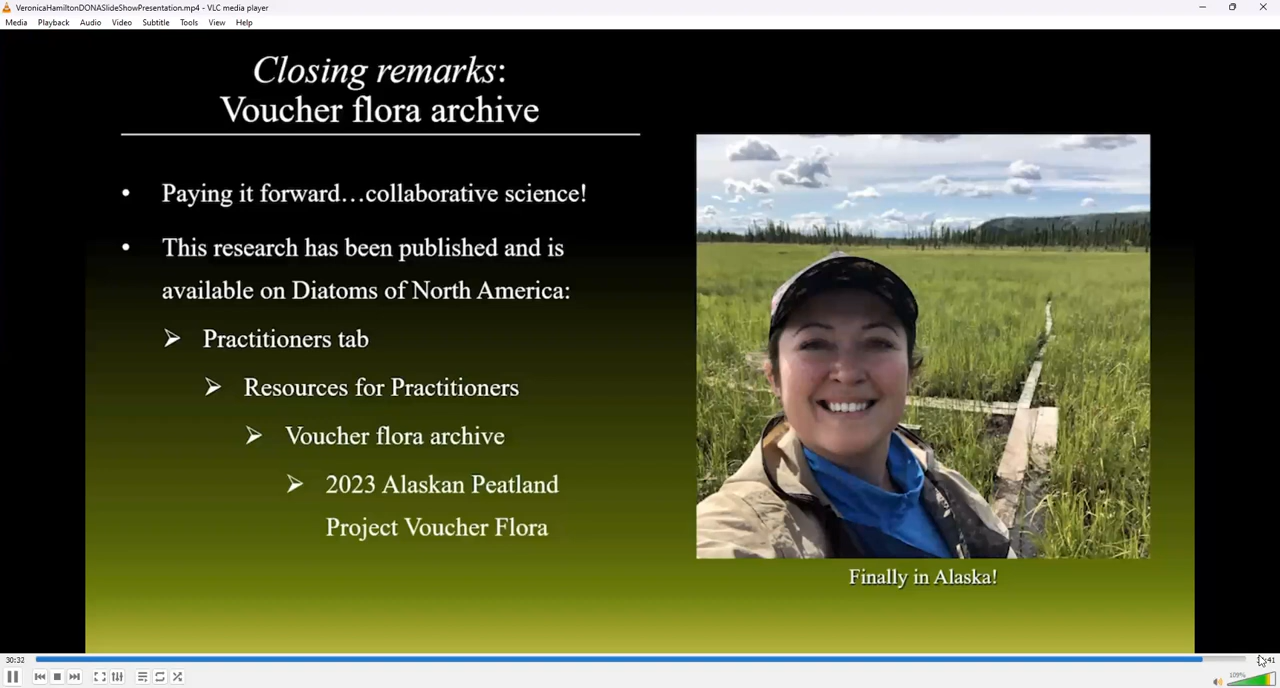 VeronicaHamiltonDONASlideShowPresentation.mp4 - VLC media player
Media Playback Audio Video Subtitle Tools View Help
Closing remarks:
Voucher flora archive
• Paying it forward…collaborative science!
• This research has been published and is
available on Diatoms of North America:
➢ Practitioners tab
➢ Resources for Practitioners
➢ Voucher flora archive
➢ 2023 Alaskan Peatland
Project Voucher Flora
Finally in Alaska!
30:32
109%